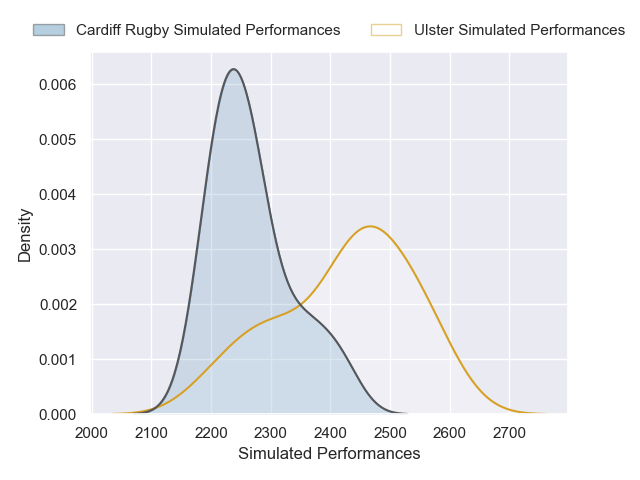 Cardiff Rugby Simulated Performances Ulster Simulated Performances
0.006
0.005
0.004
0.003
0.002
0.001
0.000
Density
2000 2100 2200 2300 2400 2500 2600 2700
Simulated Performances